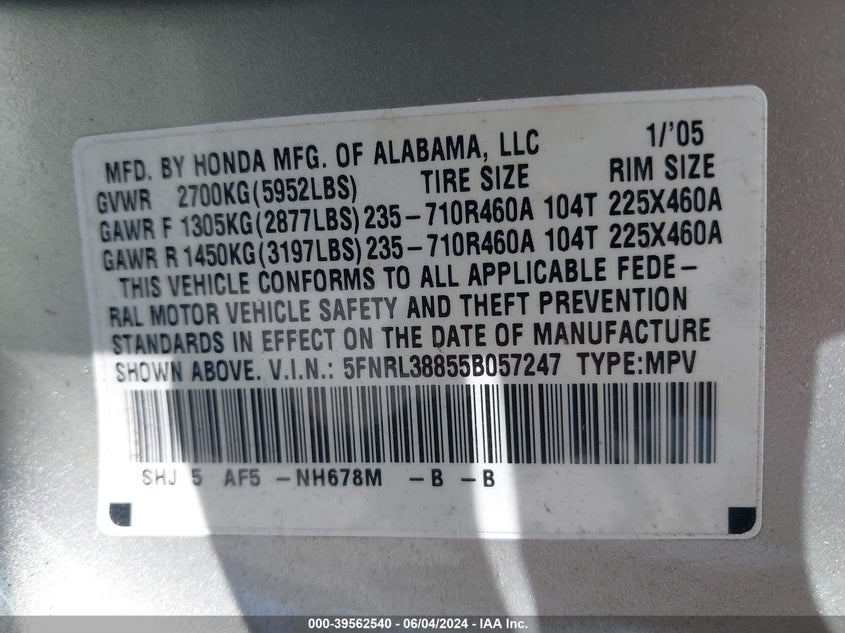 MFD. BY HONDA MFG. OF ALABAMA, LLC 1/'05
GVWR 2700KG(5952LBS) TIRE SIZE RIM SIZE
GAWR F 1305KG(2877LBS) 235-710R460A 104T 225X460A
GAWR R 1450KG(3197LBS) 235-710R460A 104T 225X460A
THIS VEHICLE CONFORMS TO ALL APPLICABLE FEDE-
RAL MOTOR VEHICLE SAFETY AND THEFT PREVENTION
STANDARDS IN EFFECT ON THE DATE OF MANUFACTURE
SHOWN ABOVE. V.I.N.: 5FNRL38855B057247 TYPE:MPV
SHJ 5 AF5 -NH678M -B -B
000-39562540 - 06/04/2024 - IAA Inc.